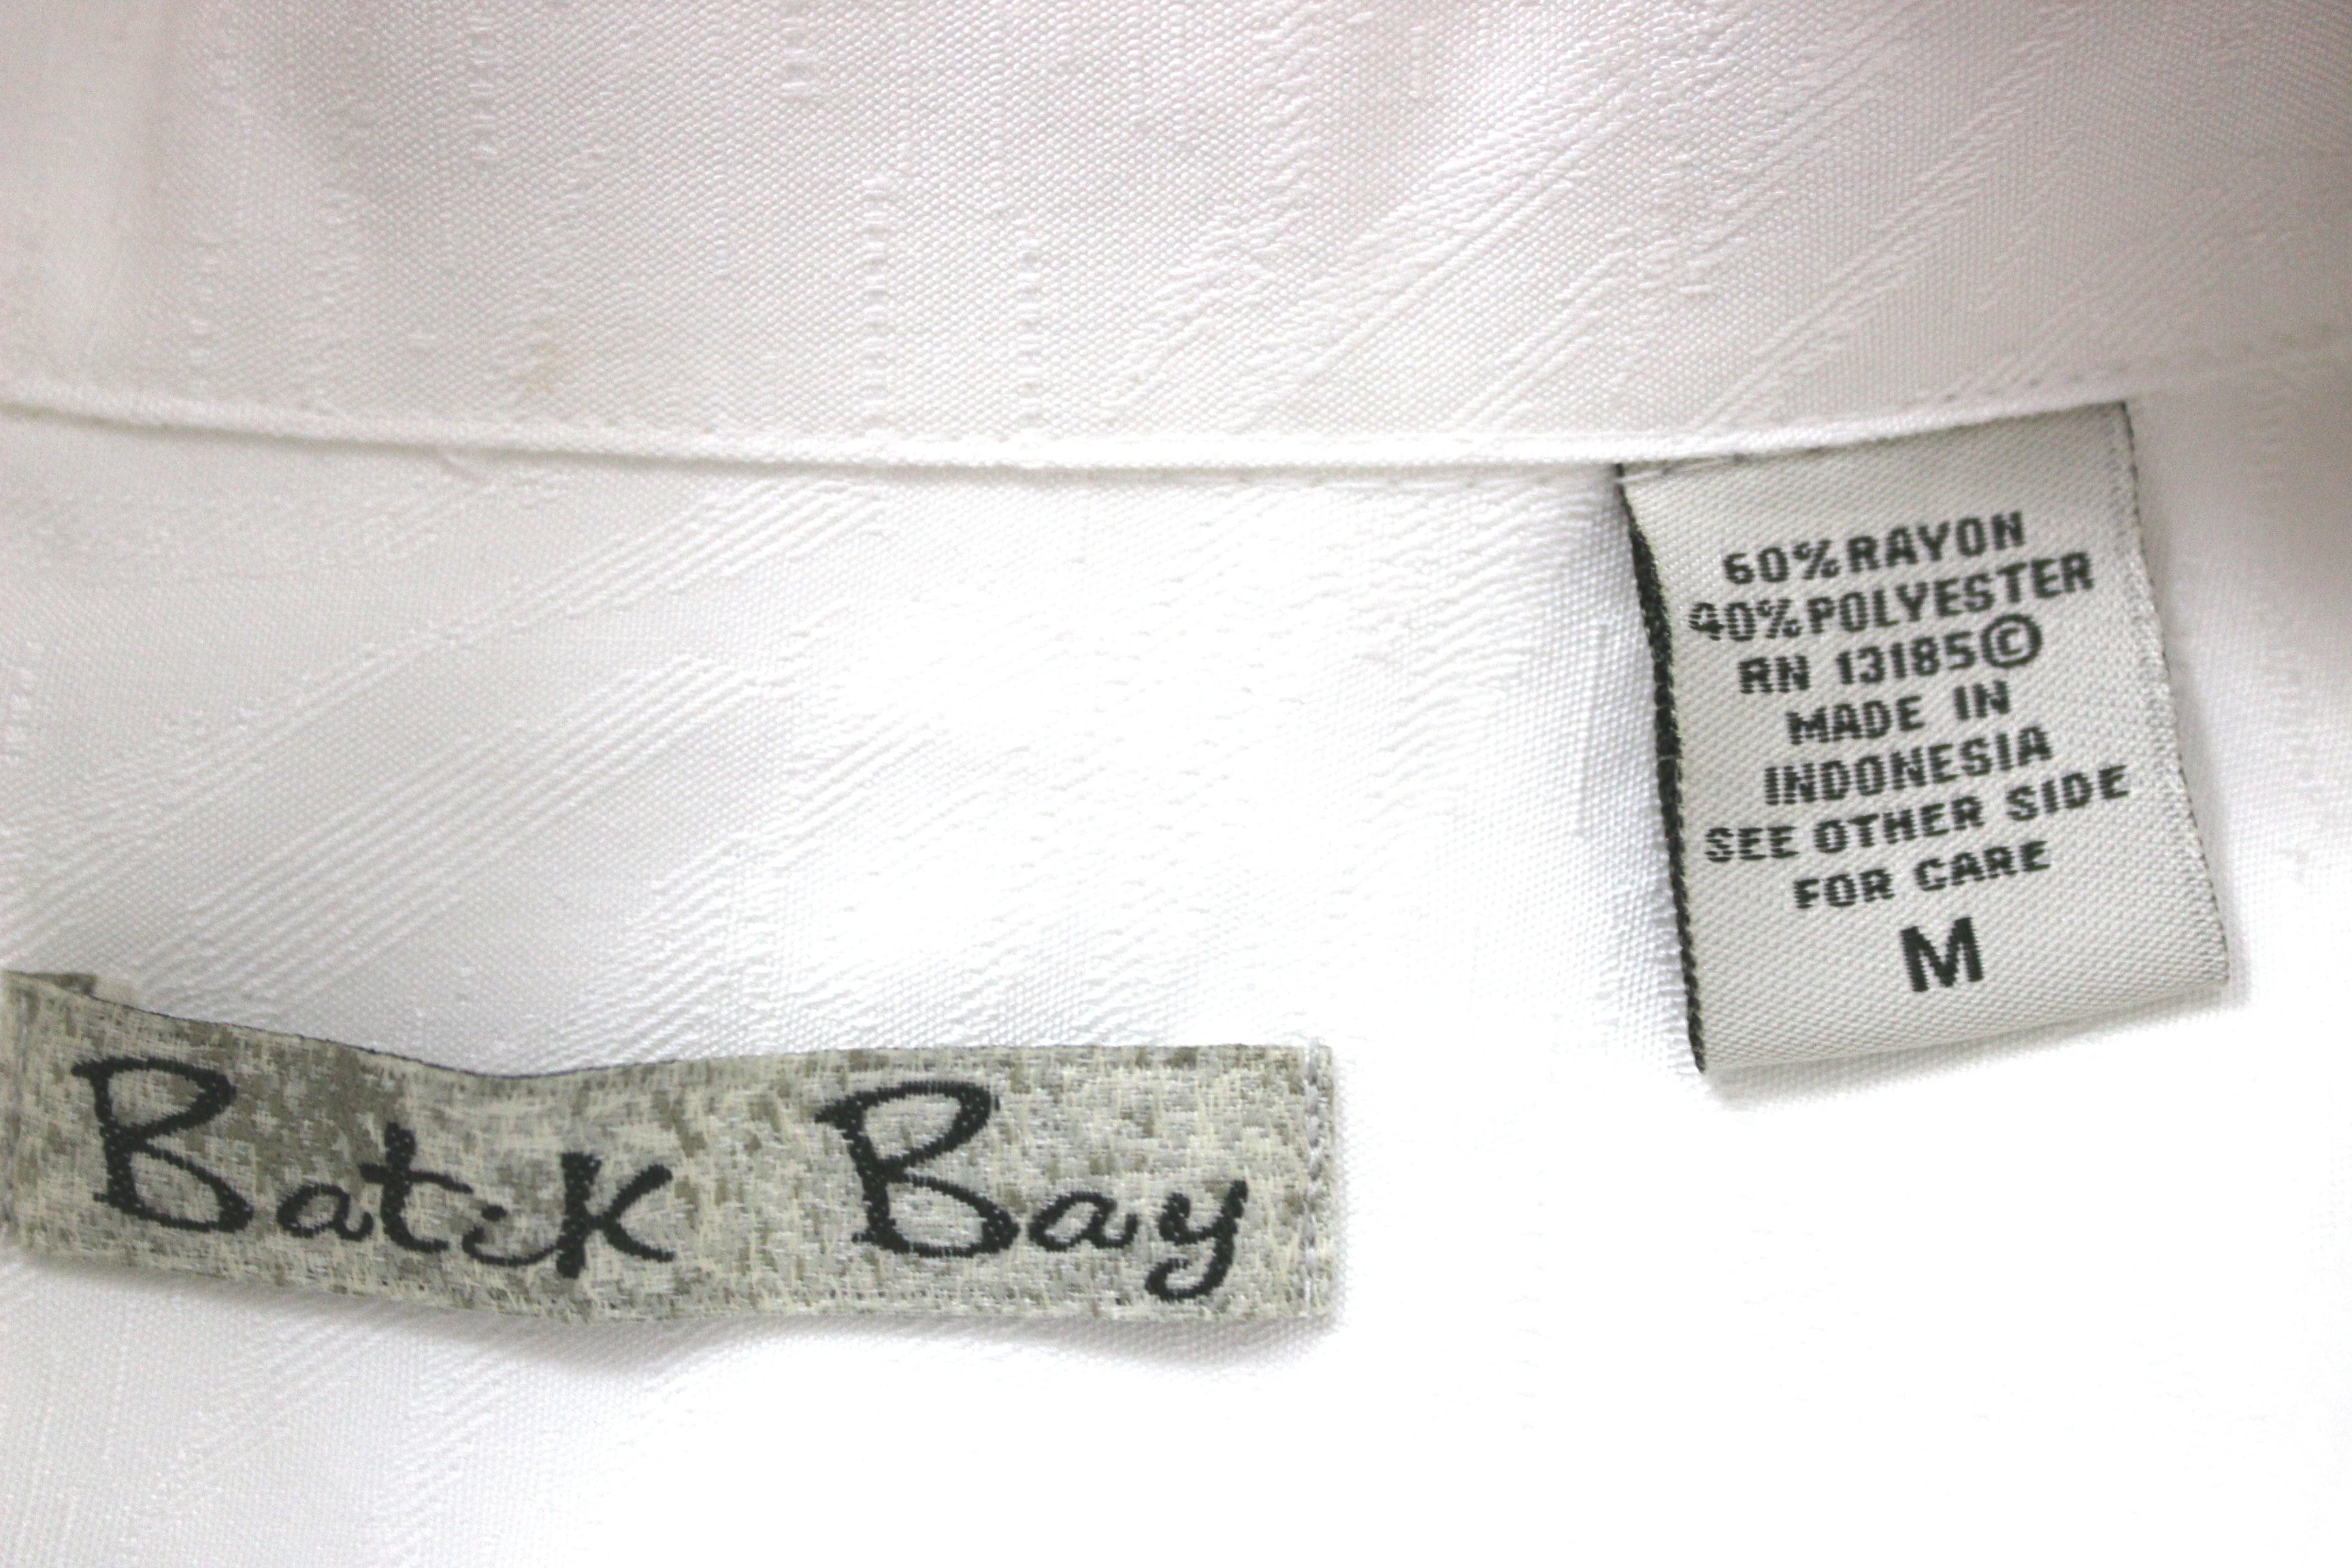 60% RAYON
40% POLYESTER
RN 13185©
MADE IN
INDONESIA
SEE OTHER SIDE
FOR CARE
M
Batik Bay